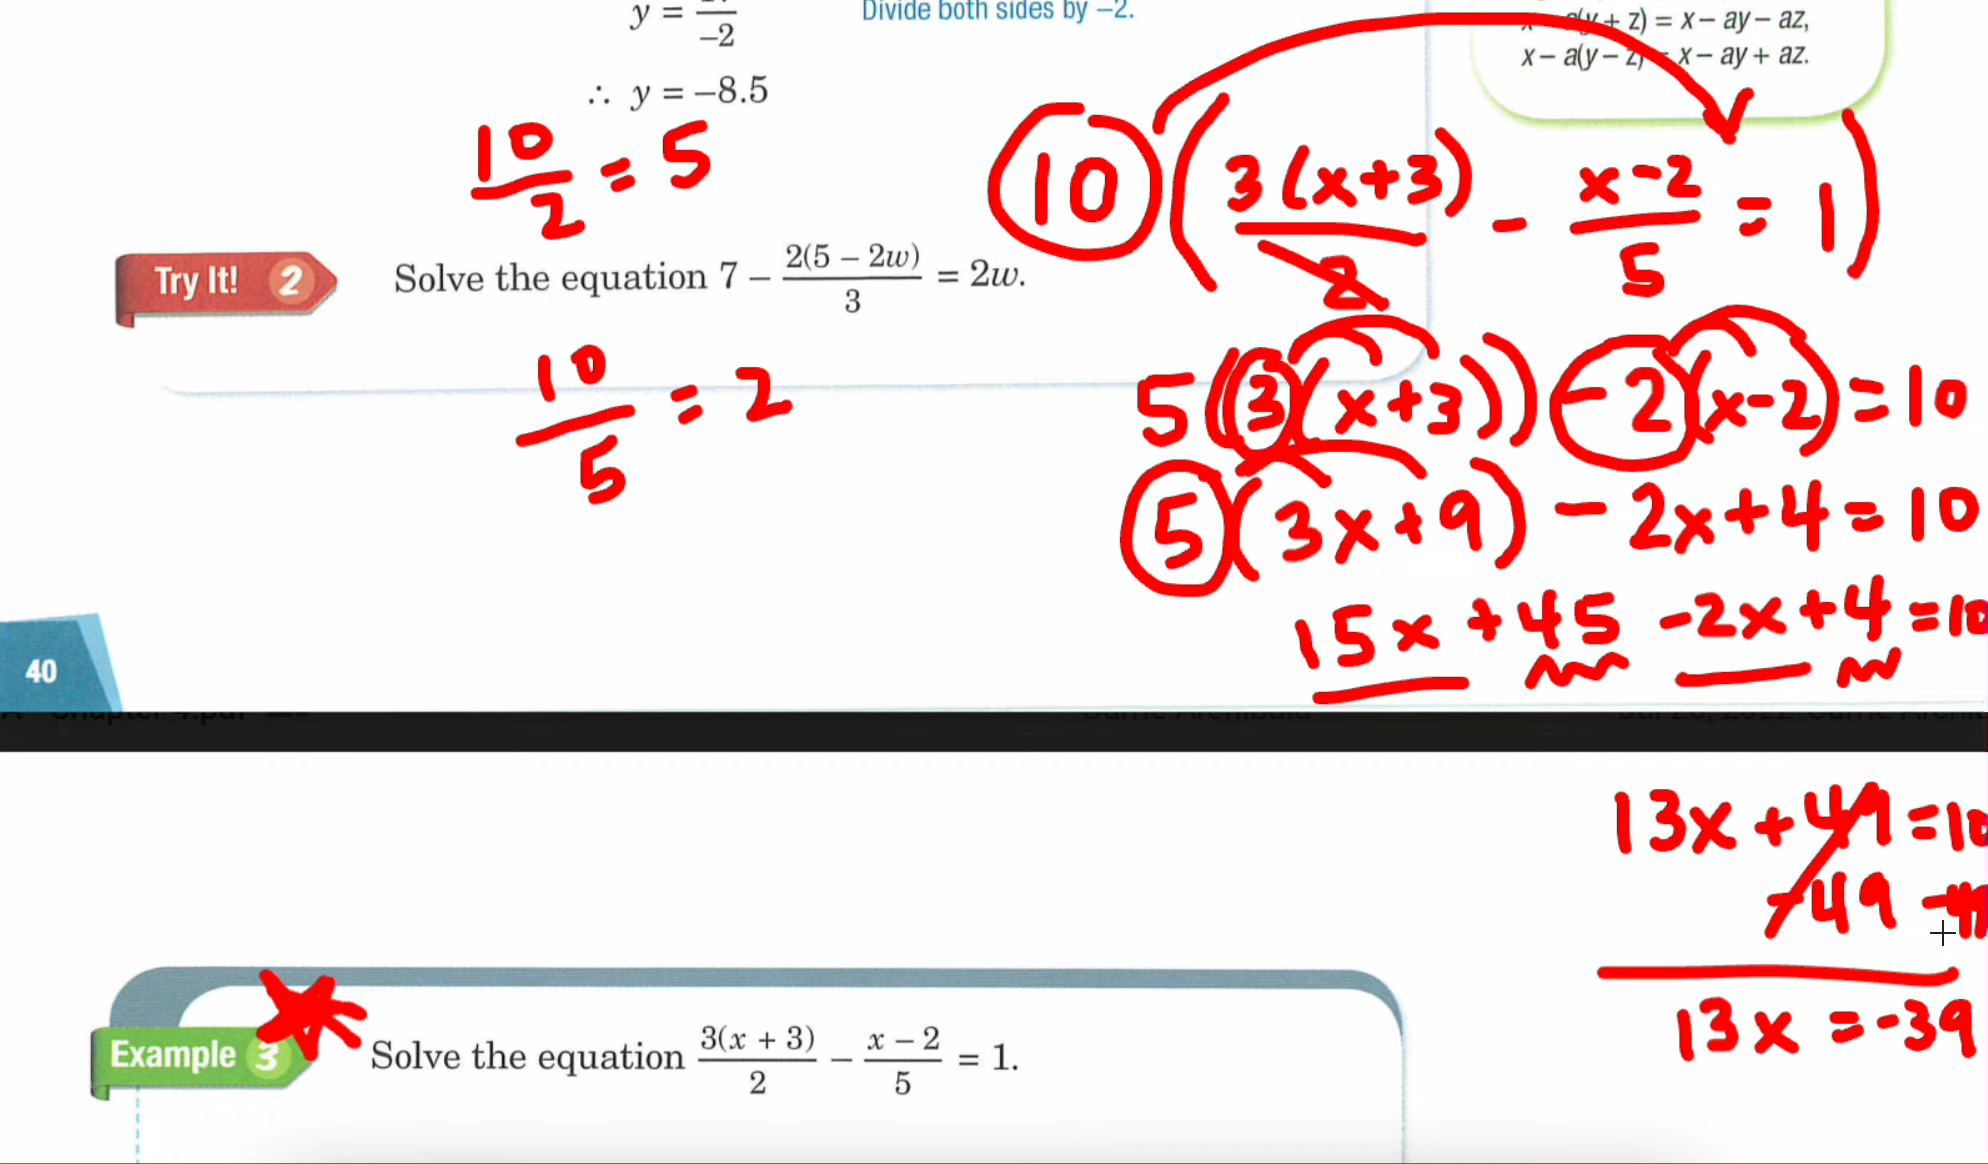 y = /-2 Divide both sides by −2.
∴ y = −8.5
(y + z) = x − ay − az,
x − a(y − z) x − ay + az.
10/2 = 5
10 ( 3(x+3)/2 - x-2/5 = 1 )
Try It! 2 Solve the equation 7 − 2(5 − 2w)/3 = 2w.
10/5 = 2
5(3(x+3)) -2(x-2) = 10
5(3x+9) - 2x+4 = 10
15x + 45 -2x + 4 = 10
40
13x + 49 = 10
-49
13x = -39
Example 3 Solve the equation 3(x + 3)/2 − x − 2/5 = 1.